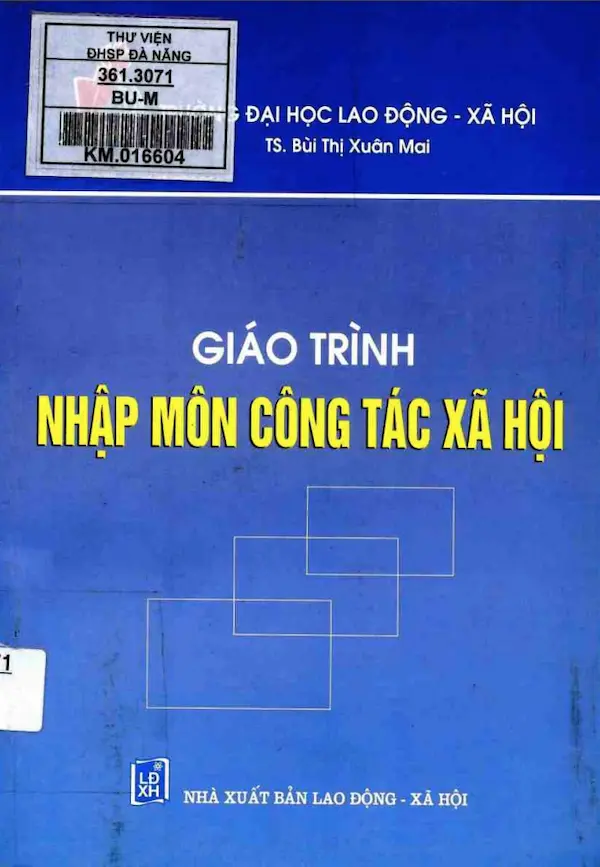 THƯ VIỆN
ĐHSP ĐÀ NẴNG
361.3071
BU-M
KM.016604
ĐẠI HỌC LAO ĐỘNG - XÃ HỘI
TS. Bùi Thị Xuân Mai
GIÁO TRÌNH
NHẬP MÔN CÔNG TÁC XÃ HỘI
LĐ
XH
NHÀ XUẤT BẢN LAO ĐỘNG - XÃ HỘI